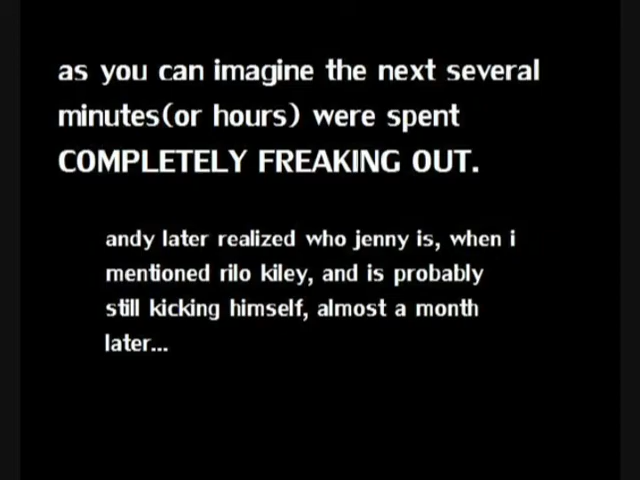 as you can imagine the next several
minutes(or hours) were spent
COMPLETELY FREAKING OUT.
andy later realized who jenny is, when i
mentioned rilo kiley, and is probably
still kicking himself, almost a month
later...